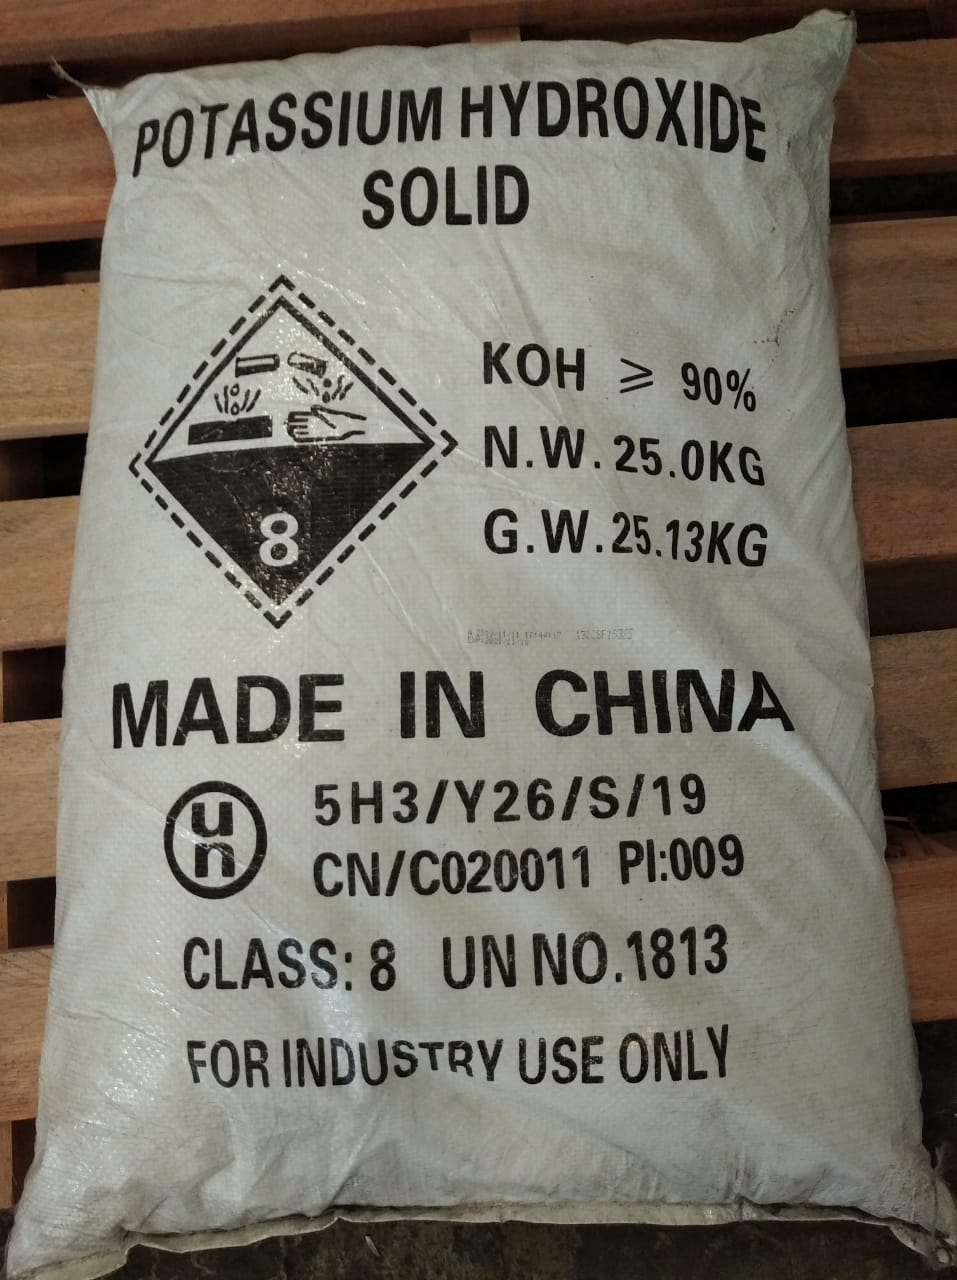 POTASSIUM HYDROXIDE
SOLID
KOH ≥ 90%
N.W. 25.0KG
G.W. 25.13KG
8
MADE IN CHINA
un
5H3/Y26/S/19
CN/C020011 PI:009
CLASS: 8 UN NO.1813
FOR INDUSTRY USE ONLY